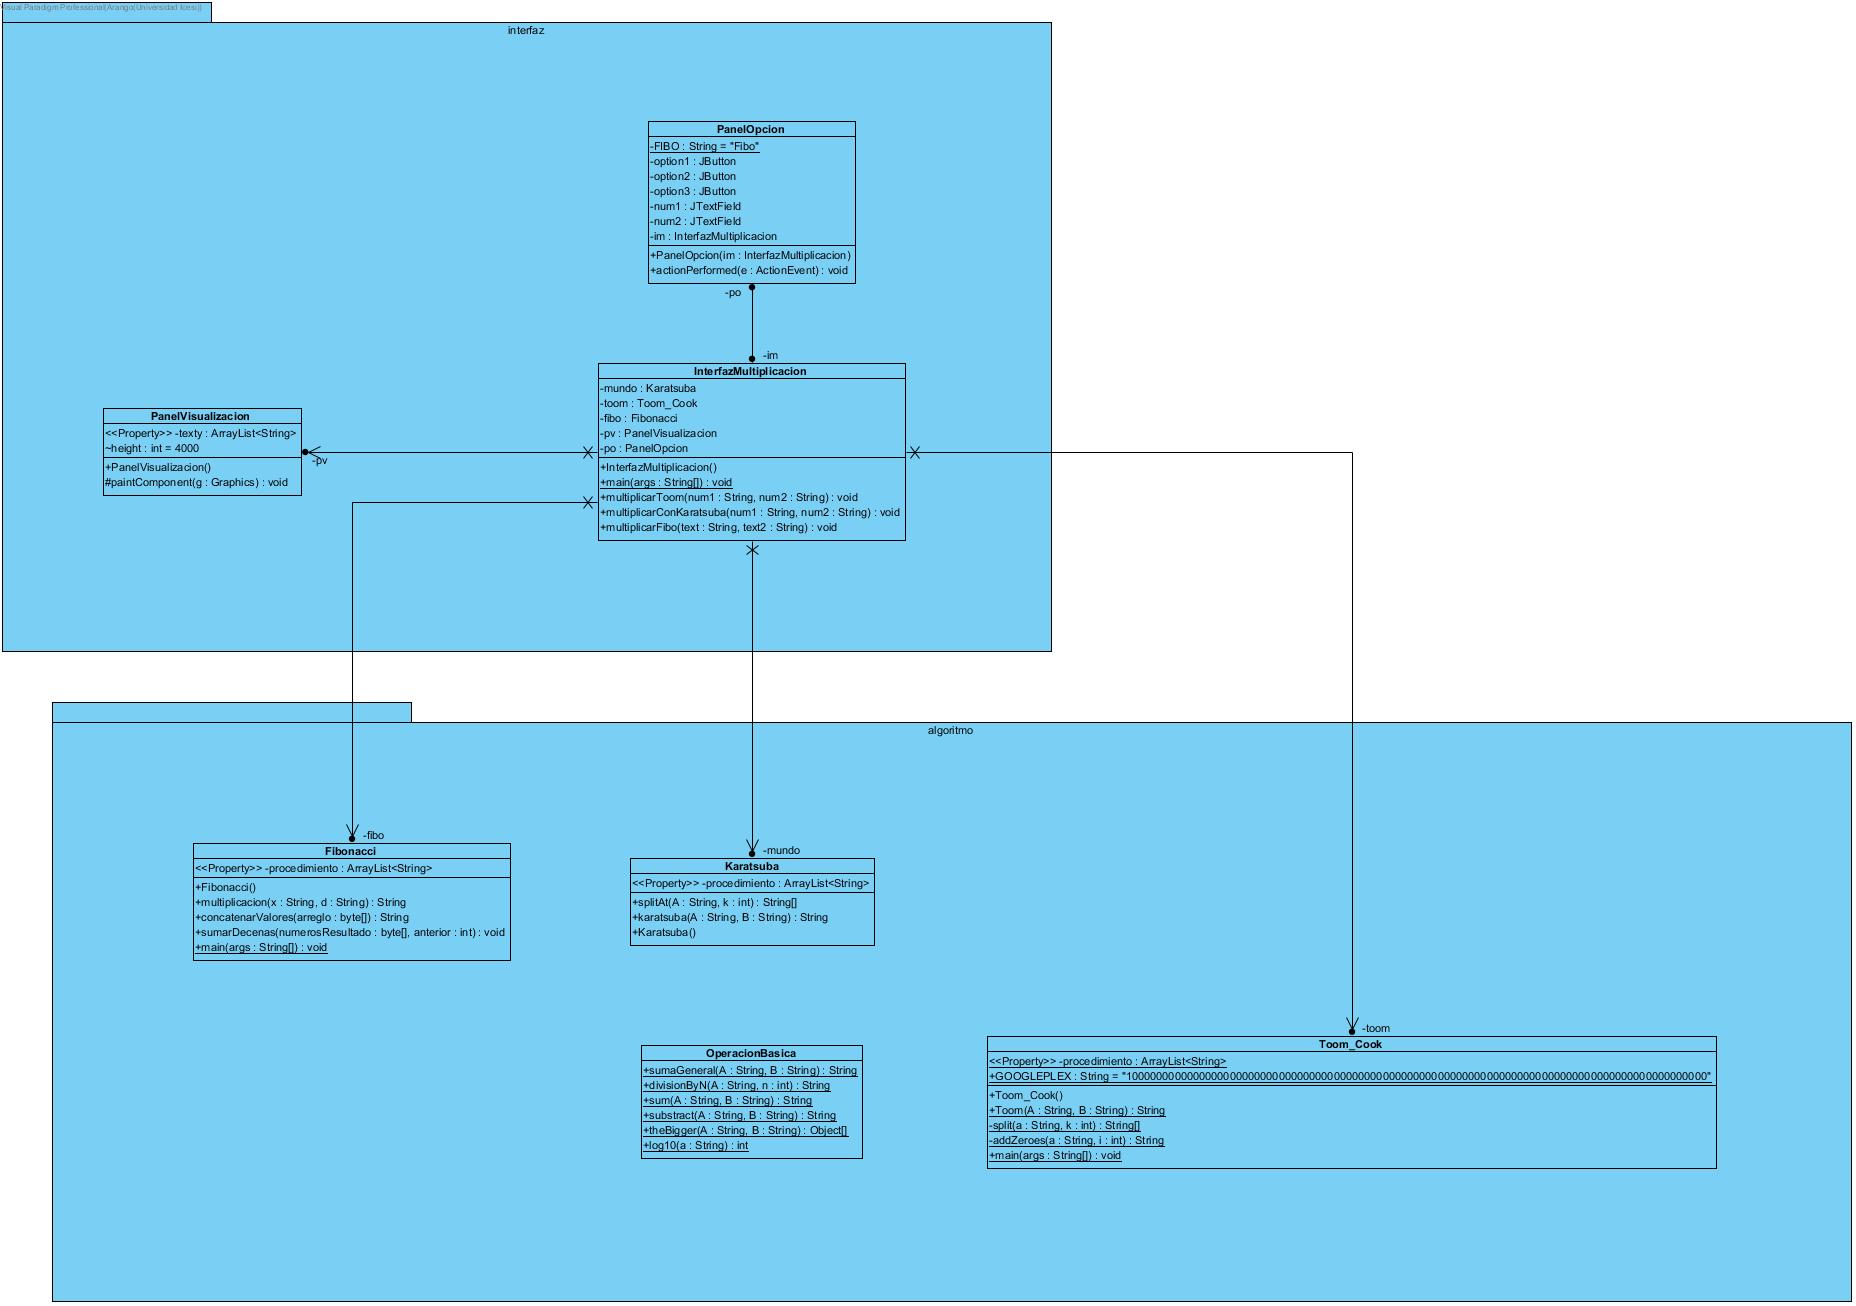 Visual Paradigm Professional(Arango(Universidad Icesi))
interfaz
PanelOpcion
-FIBO : String = "Fibo"
-option1 : JButton
-option2 : JButton
-option3 : JButton
-num1 : JTextField
-num2 : JTextField
-im : InterfazMultiplicacion
+PanelOpcion(im : InterfazMultiplicacion)
+actionPerformed(e : ActionEvent) : void
-po
-im
InterfazMultiplicacion
-mundo : Karatsuba
-toom : Toom_Cook
-fibo : Fibonacci
-pv : PanelVisualizacion
-po : PanelOpcion
+InterfazMultiplicacion()
+main(args : String[]) : void
+multiplicarToom(num1 : String, num2 : String) : void
+multiplicarConKaratsuba(num1 : String, num2 : String) : void
+multiplicarFibo(text : String, text2 : String) : void
PanelVisualizacion
<<Property>> -texty : ArrayList<String>
~height : int = 4000
+PanelVisualizacion()
#paintComponent(g : Graphics) : void
-pv
algoritmo
-fibo
Fibonacci
<<Property>> -procedimiento : ArrayList<String>
+Fibonacci()
+multiplicacion(x : String, d : String) : String
+concatenarValores(arreglo : byte[]) : String
+sumarDecenas(numerosResultado : byte[], anterior : int) : void
+main(args : String[]) : void
-mundo
Karatsuba
<<Property>> -procedimiento : ArrayList<String>
+splitAt(A : String, k : int) : String[]
+karatsuba(A : String, B : String) : String
+Karatsuba()
OperacionBasica
+sumaGeneral(A : String, B : String) : String
+divisionByN(A : String, n : int) : String
+sum(A : String, B : String) : String
+substract(A : String, B : String) : String
+theBigger(A : String, B : String) : Object[]
+log10(a : String) : int
-toom
Toom_Cook
<<Property>> -procedimiento : ArrayList<String>
+GOOGLEPLEX : String =
+Toom_Cook()
+Toom(A : String, B : String) : String
-split(a : String, k : int) : String[]
-addZeroes(a : String, i : int) : String
+main(args : String[]) : void